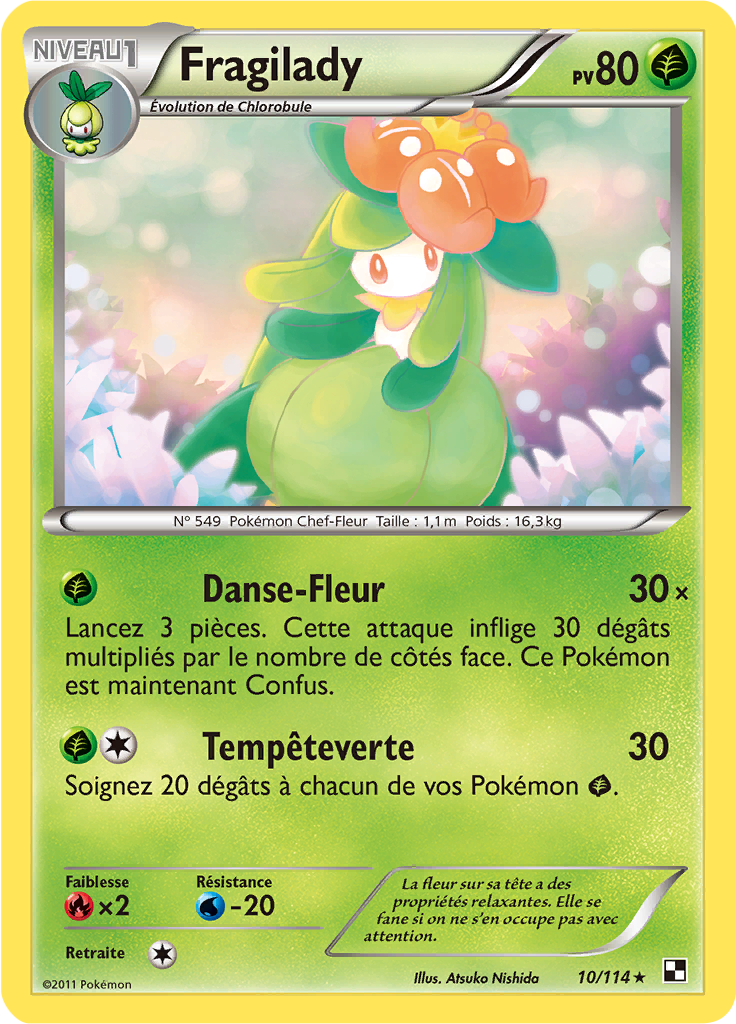 NIVEAU 1
Fragilady
PV 80
Évolution de Chlorobule
N° 549 Pokémon Chef-Fleur Taille : 1,1 m Poids : 16,3 kg
Danse-Fleur 30 ×
Lancez 3 pièces. Cette attaque inflige 30 dégâts
multipliés par le nombre de côtés face. Ce Pokémon
est maintenant Confus.
Tempêteverte 30
Soignez 20 dégâts à chacun de vos Pokémon .
Faiblesse Résistance
×2 -20
Retraite
La fleur sur sa tête a des
propriétés relaxantes. Elle se
fane si on ne s'en occupe pas avec
attention.
©2011 Pokémon
Illus. Atsuko Nishida
10/114 ★